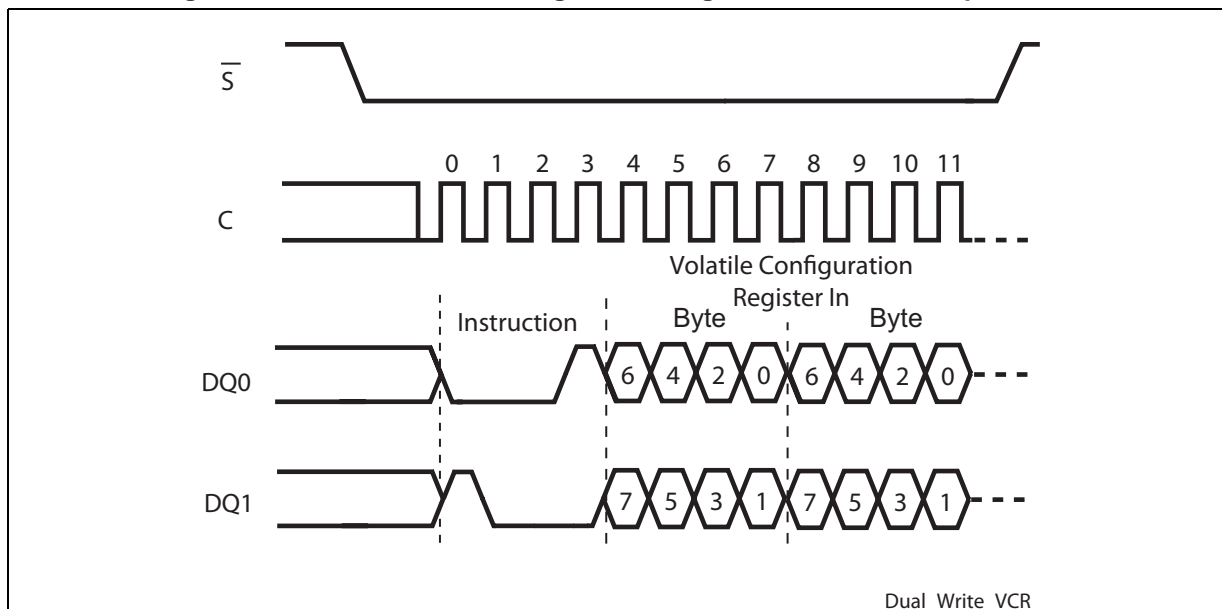 S
0 1 2 3 4 5 6 7 8 9 10 11
C
Volatile Configuration
Register In
Instruction
Byte Byte
DQ0 6 4 2 0 6 4 2 0
DQ1 7 5 3 1 7 5 3 1
Dual Write VCR